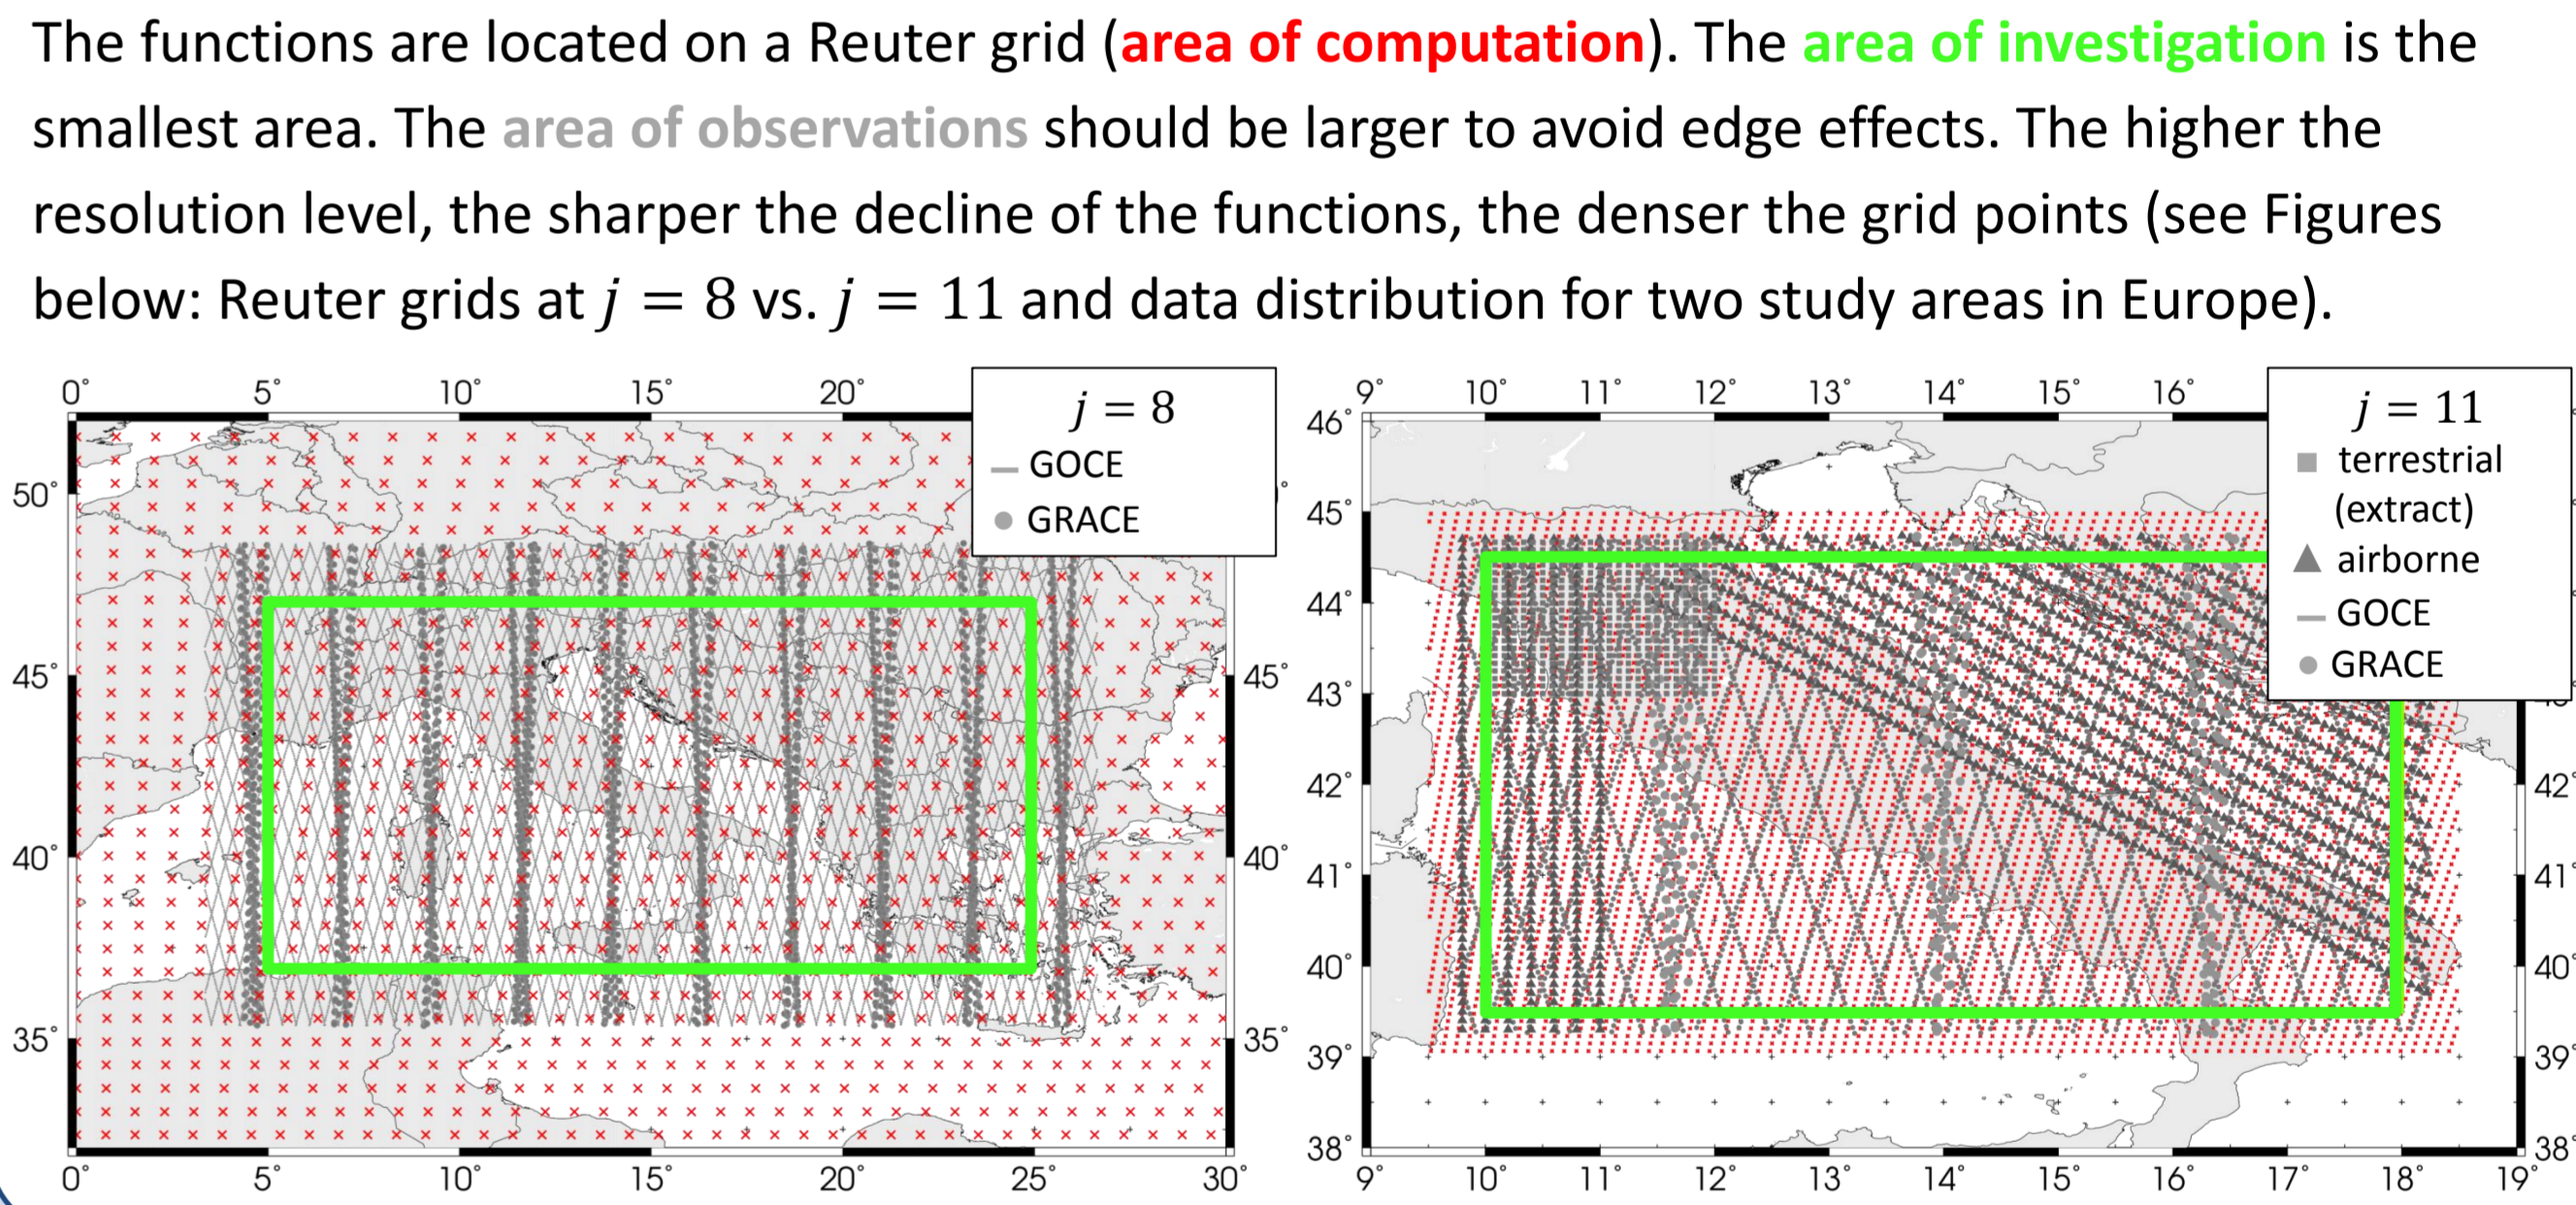 The functions are located on a Reuter grid (area of computation). The area of investigation is the
smallest area. The area of observations should be larger to avoid edge effects. The higher the
resolution level, the sharper the decline of the functions, the denser the grid points (see Figures
below: Reuter grids at j = 8 vs. j = 11 and data distribution for two study areas in Europe).
0° 5° 10° 15° 20°
j = 8
GOCE
GRACE
50°
45°
40°
35°
45°
40°
35°
0° 5° 10° 15° 20° 25° 30°
9° 10° 11° 12° 13° 14° 15° 16°
j = 11
terrestrial
(extract)
airborne
GOCE
GRACE
46°
45°
44°
43°
42°
41°
40°
39°
38°
42°
41°
40°
39°
38°
9° 10° 11° 12° 13° 14° 15° 16° 17° 18° 19°